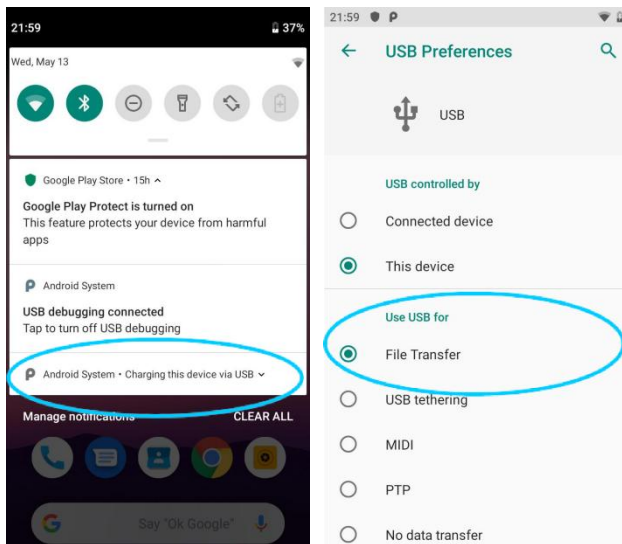 21:59
37%
Wed, May 13
Google Play Store • 15h
Google Play Protect is turned on
This feature protects your device from harmful
apps
Android System
USB debugging connected
Tap to turn off USB debugging
Android System • Charging this device via USB
Manage notifications
CLEAR ALL
Say "Ok Google"
21:59
USB Preferences
USB
USB controlled by
Connected device
This device
Use USB for
File Transfer
USB tethering
MIDI
PTP
No data transfer